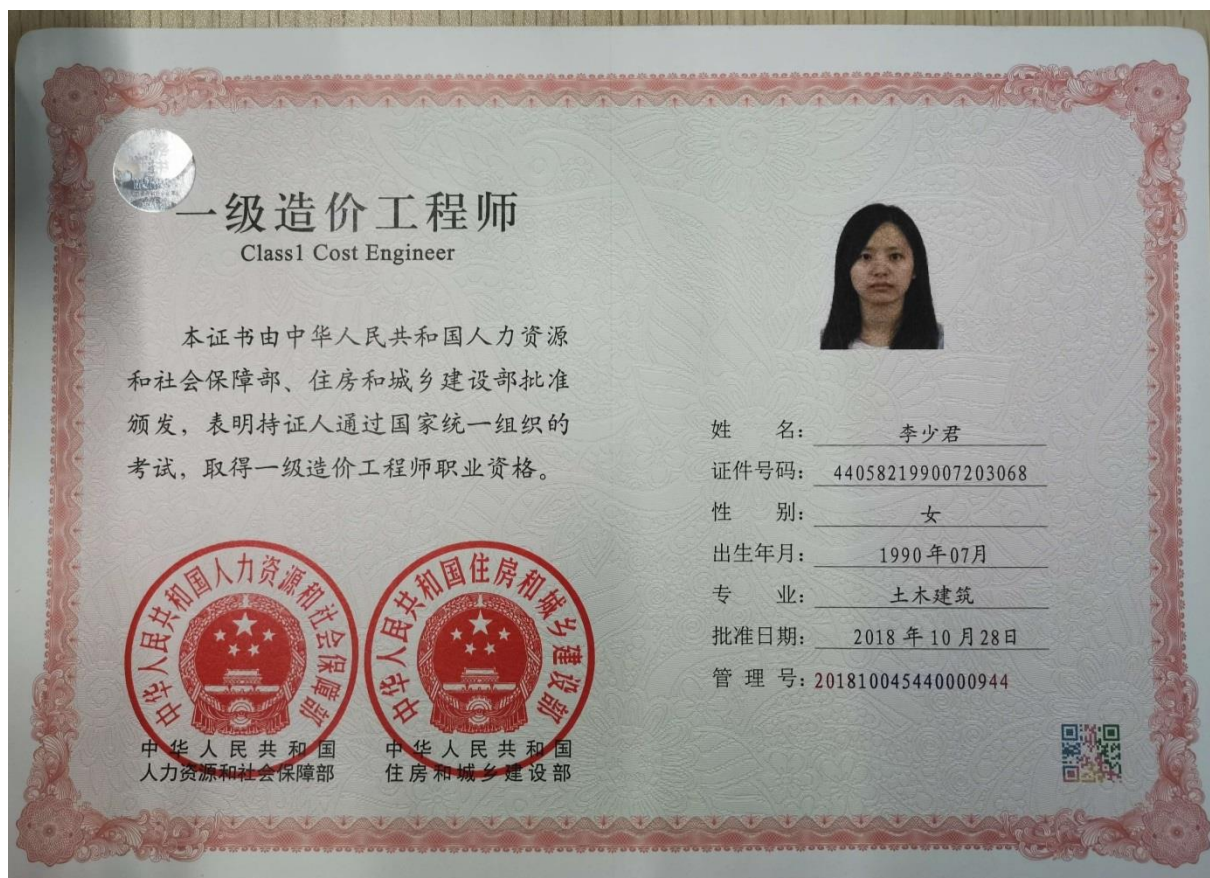 一级造价工程师
Class1 Cost Engineer
本证书由中华人民共和国人力资源
和社会保障部、住房和城乡建设部批准
颁发，表明持证人通过国家统一组织的
考试，取得一级造价工程师职业资格。
中华人民共和国人力资源和社会保障部
中华人民共和国
人力资源和社会保障部
中华人民共和国住房和城乡建设部
中华人民共和国
住房和城乡建设部
姓 名：李少君
证件号码：440582199007203068
性 别：女
出生年月：1990年07月
专 业：土木建筑
批准日期：2018年10月28日
管 理 号：201810045440000944